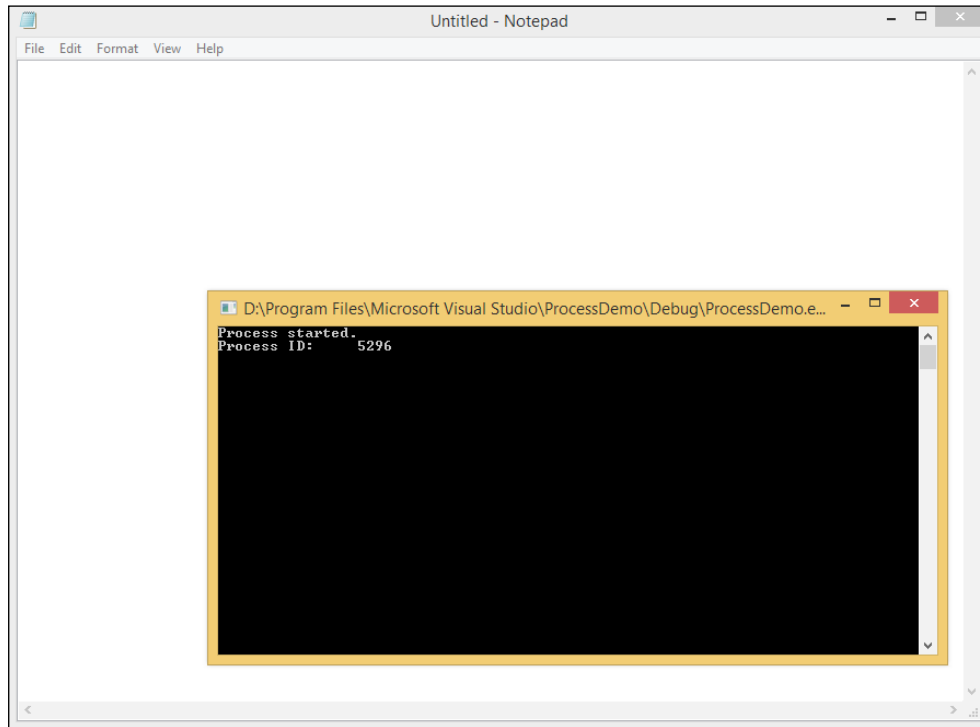 Untitled - Notepad
File Edit Format View Help
D:\Program Files\Microsoft Visual Studio\ProcessDemo\Debug\ProcessDemo.e...
Process started.
Process ID: 5296